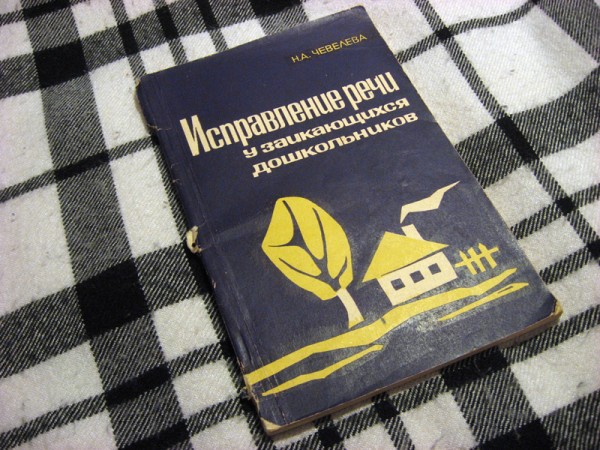 Н.А. ЧЕВЕЛЕВА
Исправление речи
у заикающихся
дошкольников